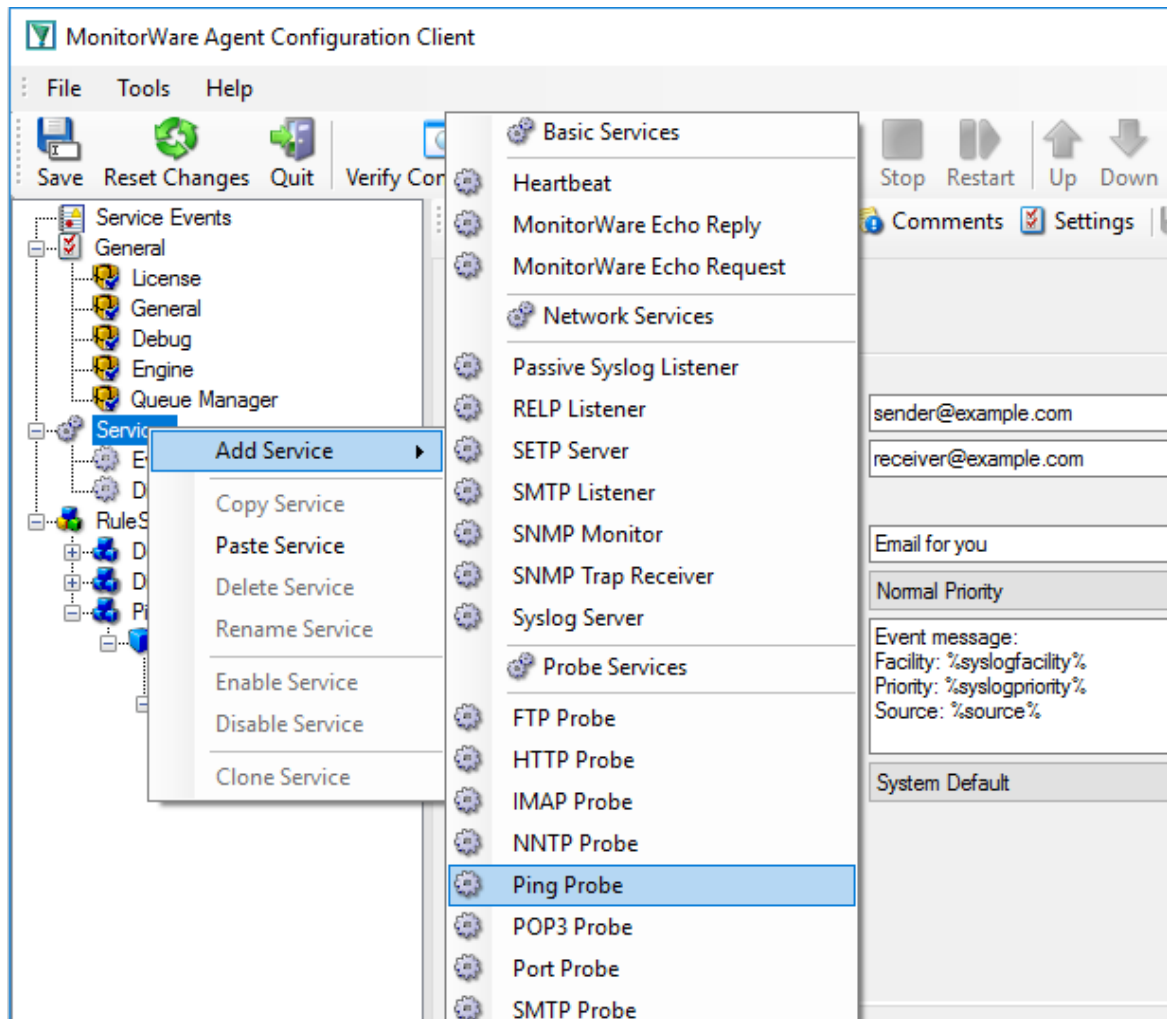 MonitorWare Agent Configuration Client
File Tools Help
Save Reset Changes Quit Verify Stop Restart Up Down
Comments Settings
Service Events
General
License
General
Debug
Engine
Queue Manager
Add Service
Copy Service
Paste Service
Delete Service
Rename Service
Enable Service
Disable Service
Clone Service
Basic Services
Heartbeat
MonitorWare Echo Reply
MonitorWare Echo Request
Network Services
Passive Syslog Listener
RELP Listener
SETP Server
SMTP Listener
SNMP Monitor
SNMP Trap Receiver
Syslog Server
Probe Services
FTP Probe
HTTP Probe
IMAP Probe
NNTP Probe
Ping Probe
POP3 Probe
Port Probe
SMTP Probe
sender@example.com
receiver@example.com
Email for you
Normal Priority
Event message:
Facility: %syslogfacility%
Priority: %syslogpriority%
Source: %source%
System Default